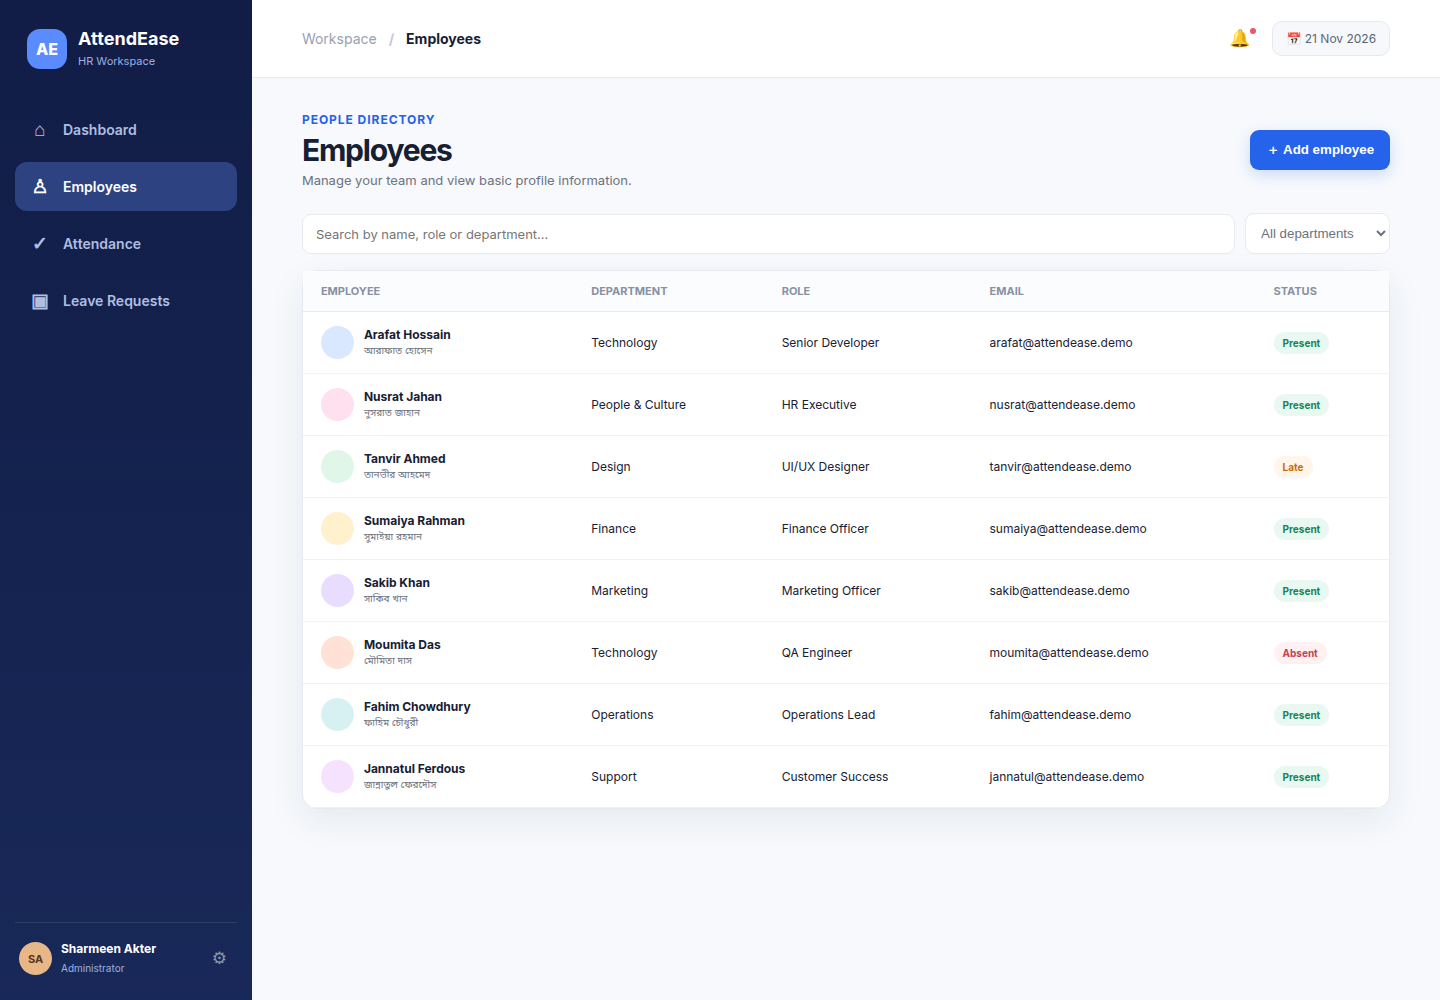 AE
AttendEase
HR Workspace
Dashboard
Employees
Attendance
Leave Requests
SA
Sharmeen Akter
Administrator
Workspace / Employees
21 Nov 2026
PEOPLE DIRECTORY
Employees
Manage your team and view basic profile information.
+ Add employee
Search by name, role or department...
All departments
EMPLOYEE DEPARTMENT ROLE EMAIL STATUS
Arafat Hossain
আরাফাত হোসেন
Technology Senior Developer arafat@attendease.demo Present
Nusrat Jahan
নুসরাত জাহান
People & Culture HR Executive nusrat@attendease.demo Present
Tanvir Ahmed
তানভীর আহমেদ
Design UI/UX Designer tanvir@attendease.demo Late
Sumaiya Rahman
সুমাইয়া রহমান
Finance Finance Officer sumaiya@attendease.demo Present
Sakib Khan
সাকিব খান
Marketing Marketing Officer sakib@attendease.demo Present
Moumita Das
মৌমিতা দাস
Technology QA Engineer moumita@attendease.demo Absent
Fahim Chowdhury
ফাহিম চৌধুরী
Operations Operations Lead fahim@attendease.demo Present
Jannatul Ferdous
জান্নাতুল ফেরদৌস
Support Customer Success jannatul@attendease.demo Present